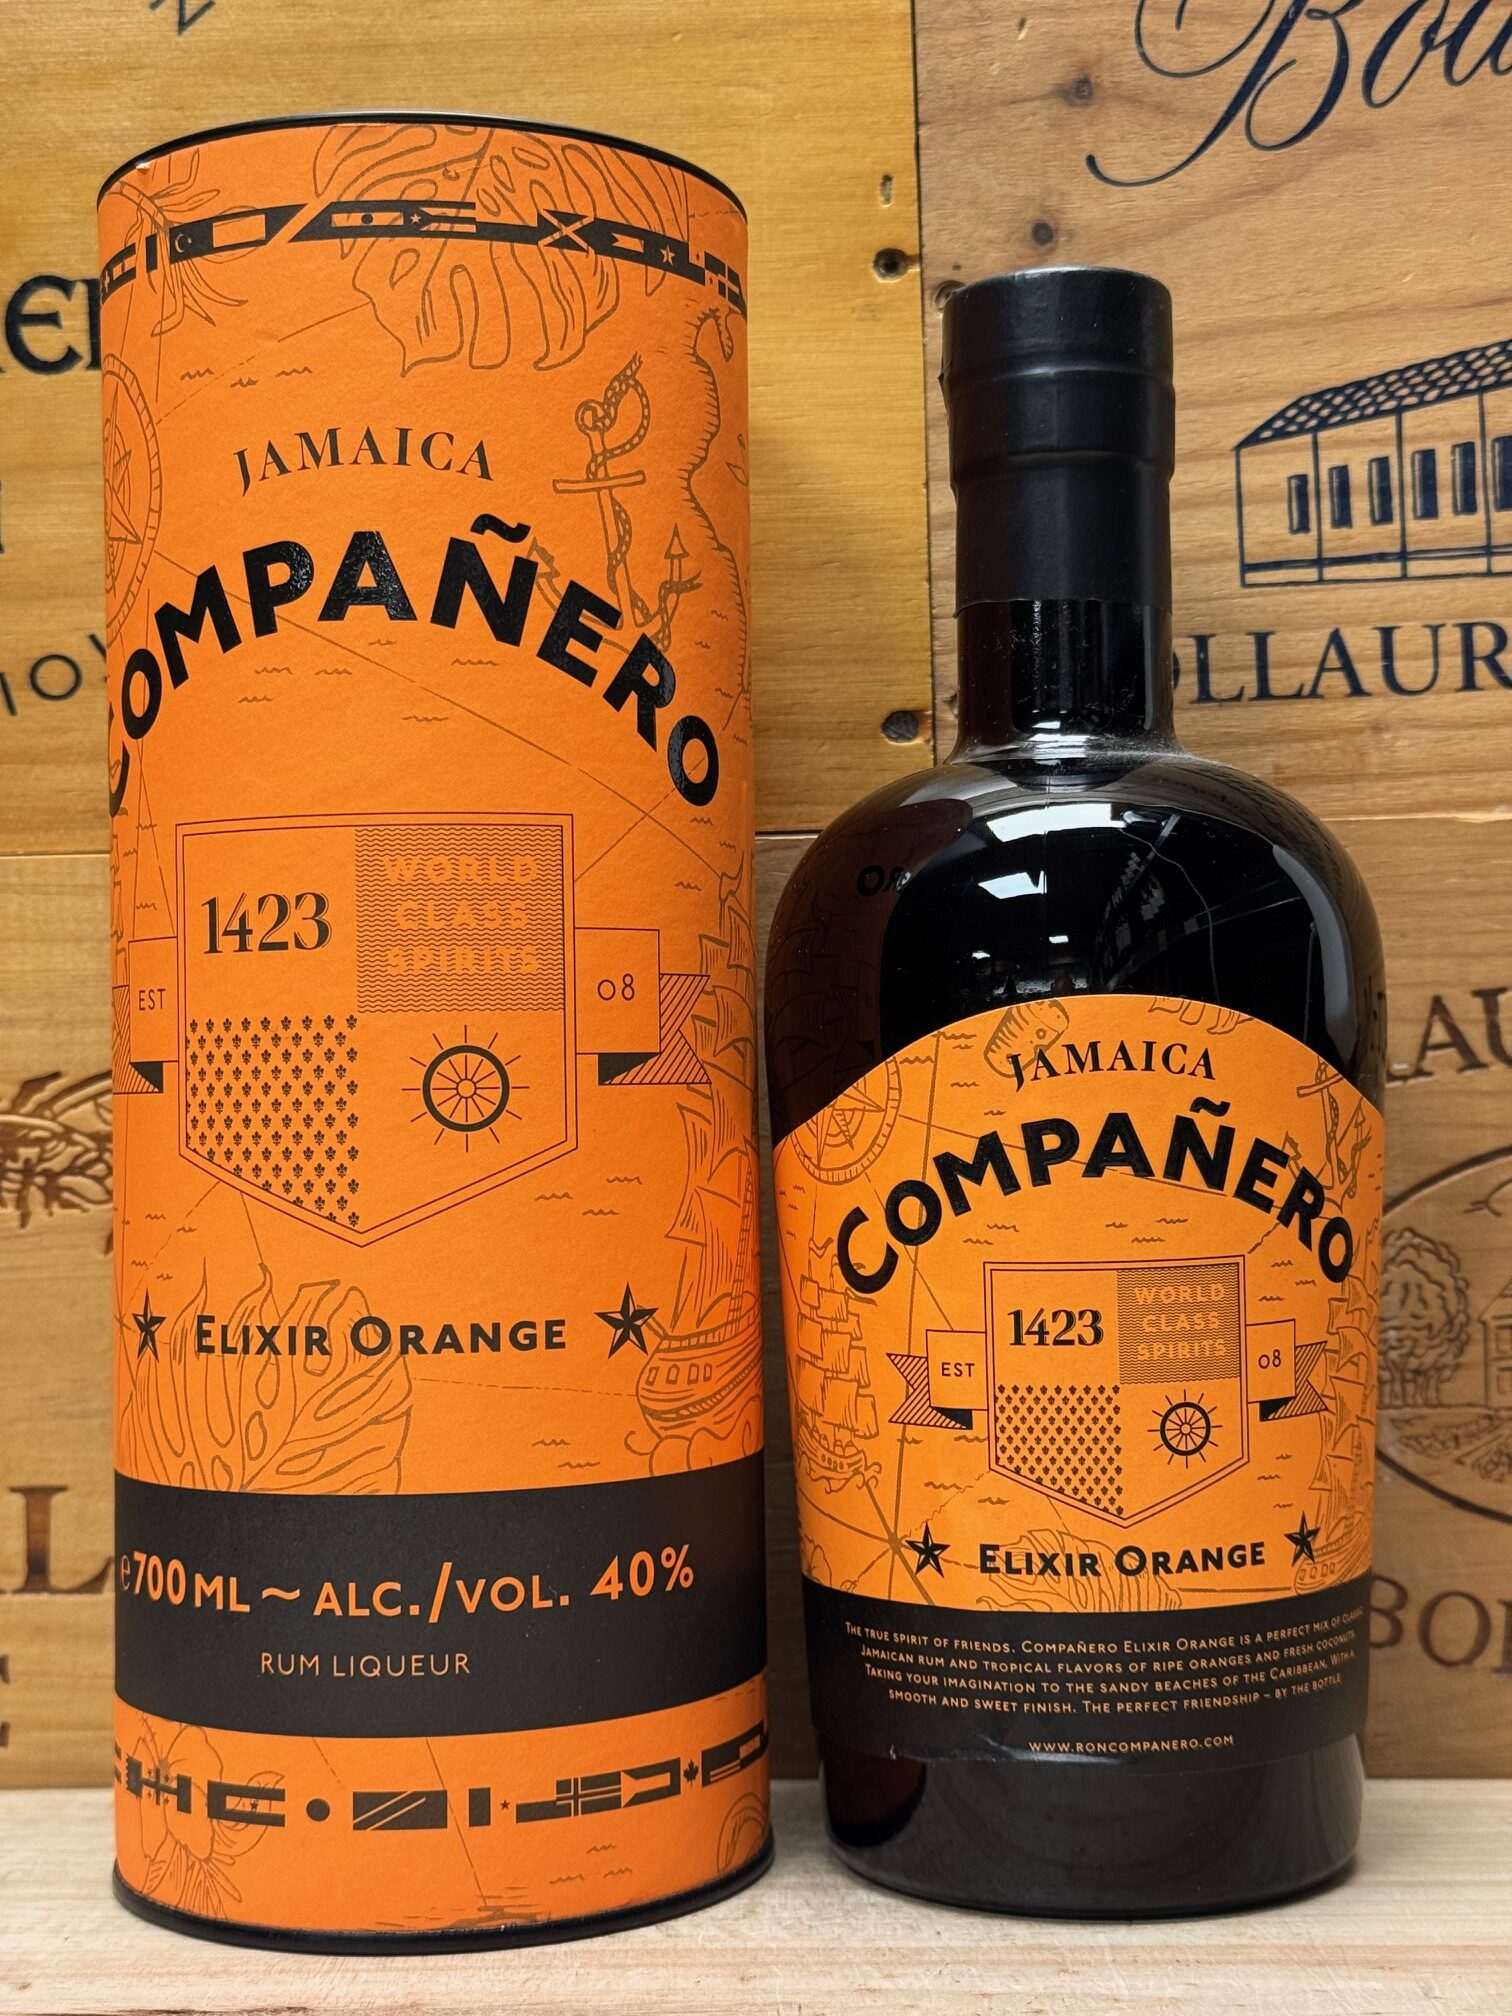 JAMAICA
COMPAÑERO
1423
WORLD
CLASS
SPIRITS
EST
08
ELIXIR ORANGE
e700 ML ~ ALC./VOL. 40%
RUM LIQUEUR
JAMAICA
COMPAÑERO
1423
WORLD
CLASS
SPIRITS
EST
08
ELIXIR ORANGE
THE TRUE SPIRIT OF FRIENDS. COMPAÑERO ELIXIR ORANGE IS A PERFECT MIX OF CLASSIC
JAMAICAN RUM AND TROPICAL FLAVORS OF RIPE ORANGES AND FRESH COCONUTS.
TAKING YOUR IMAGINATION TO THE SANDY BEACHES OF THE CARIBBEAN. WITH A
SMOOTH AND SWEET FINISH. THE PERFECT FRIENDSHIP – BY THE BOTTLE
WWW.RONCOMPANERO.COM